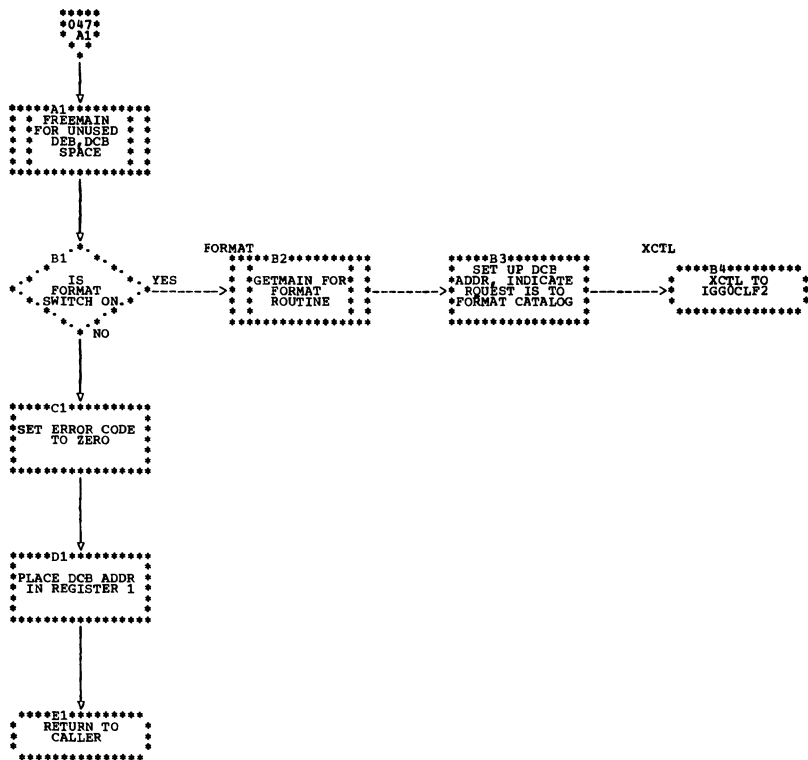 047
A1
A1
FREEMAIN
FOR UNUSED
DEB,DCB
SPACE
B1
IS
FORMAT
SWITCH ON
YES
NO
FORMAT
B2
GETMAIN FOR
FORMAT
ROUTINE
B3
SET UP DCB
ADDR, INDICATE
RQUEST IS TO
FORMAT CATALOG
XCTL
B4
XCTL TO
IGG0CLF2
C1
SET ERROR CODE
TO ZERO
D1
PLACE DCB ADDR
IN REGISTER 1
E1
RETURN TO
CALLER